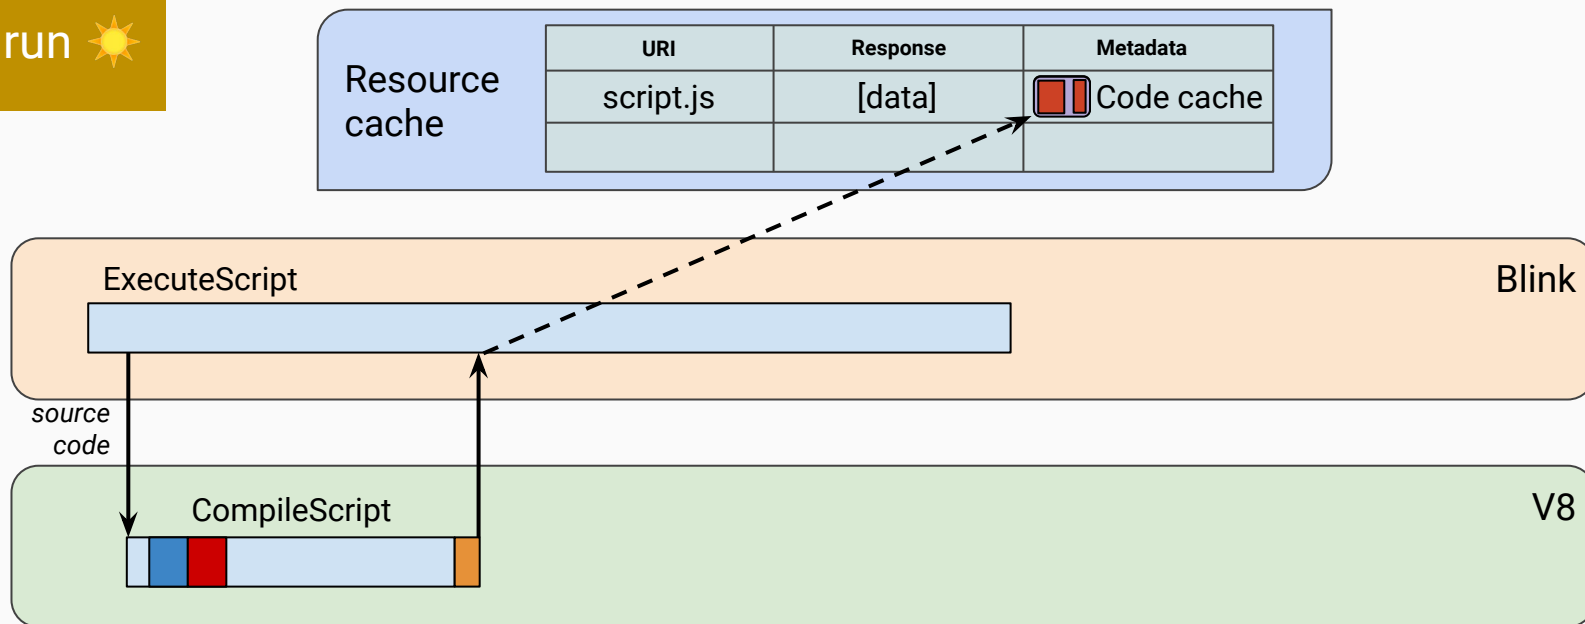 run
Resource
cache
URI
Response
Metadata
script.js
[data]
Code cache
ExecuteScript
Blink
source
code
CompileScript
V8